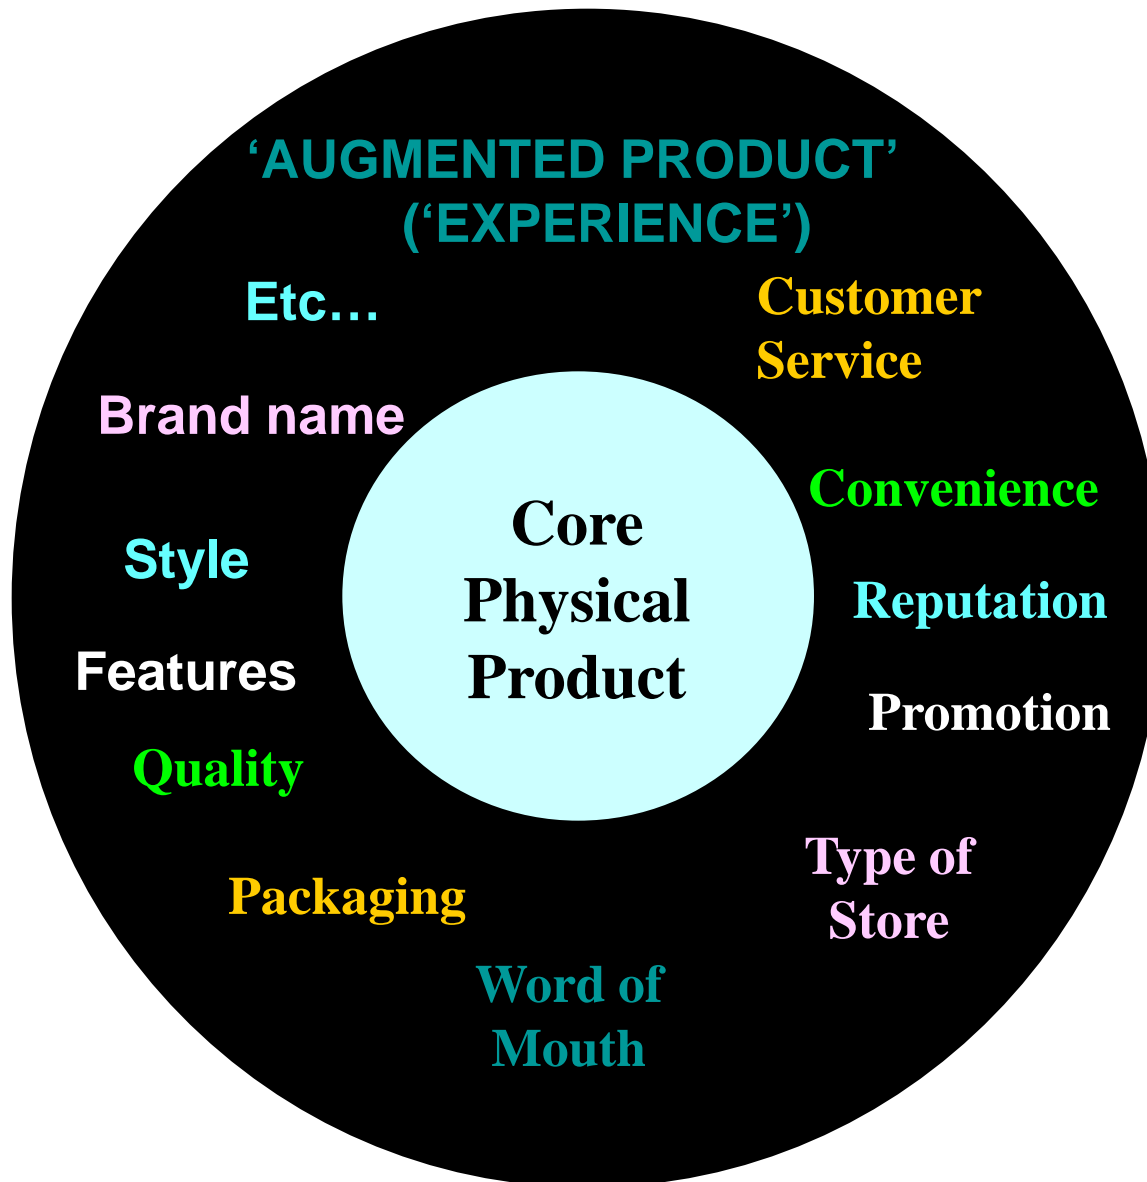 ‘AUGMENTED PRODUCT’
(‘EXPERIENCE’)
Etc…
Customer
Service
Brand name
Convenience
Core
Physical
Product
Style
Reputation
Features
Promotion
Quality
Type of
Store
Packaging
Word of
Mouth